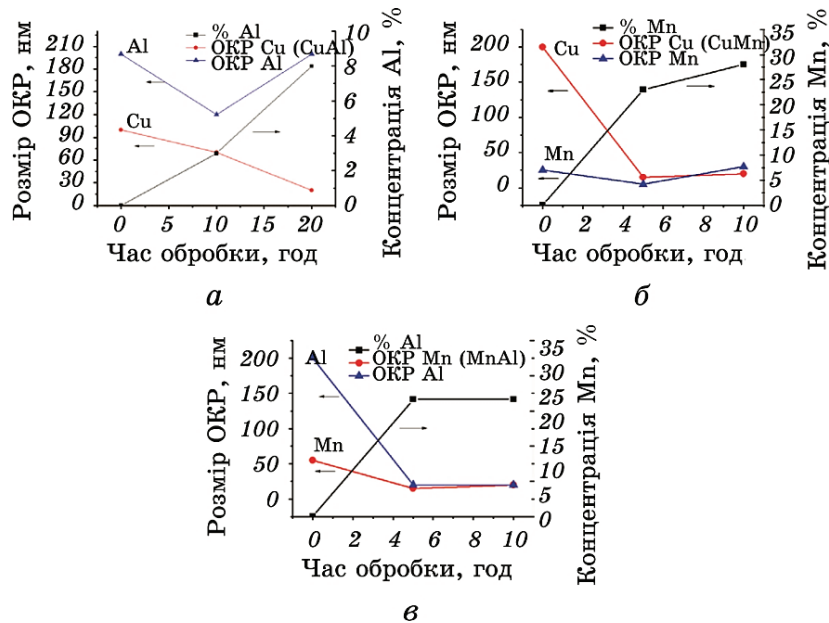 % Al
ОКР Cu (CuAl)
ОКР Al
Al
Cu
210
180
150
120
90
60
30
0
10
8
6
4
2
0
0 5 10 15 20
Розмір ОКР, нм
Концентрація Al, %
Час обробки, год
а
% Mn
ОКР Cu (CuMn)
ОКР Mn
Cu
Mn
200
150
100
50
0
35
30
25
20
15
10
5
0
0 2 4 6 8 10
Розмір ОКР, нм
Концентрація Mn, %
Час обробки, год
б
% Al
ОКР Mn (MnAl)
ОКР Al
Al
Mn
200
150
100
50
0
35
30
25
20
15
10
5
0
0 2 4 6 8 10
Розмір ОКР, нм
Концентрація Mn, %
Час обробки, год
в